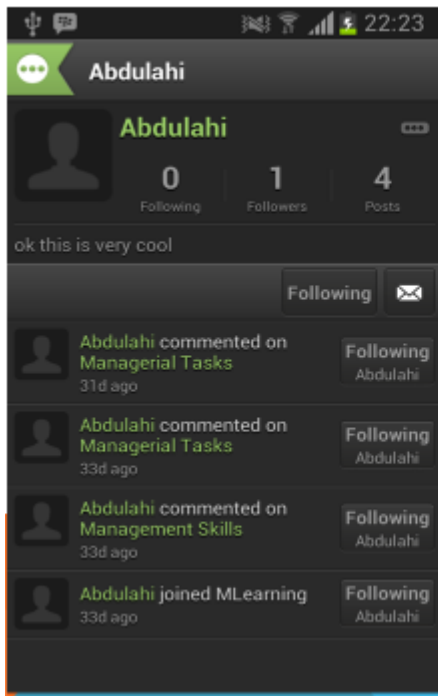 22:23
Abdulahi
Abdulahi
0 1 4
Following Followers Posts
ok this is very cool
Following
Abdulahi commented on
Managerial Tasks
31d ago
Following
Abdulahi
Abdulahi commented on
Managerial Tasks
33d ago
Following
Abdulahi
Abdulahi commented on
Management Skills
33d ago
Following
Abdulahi
Abdulahi joined MLearning
33d ago
Following
Abdulahi